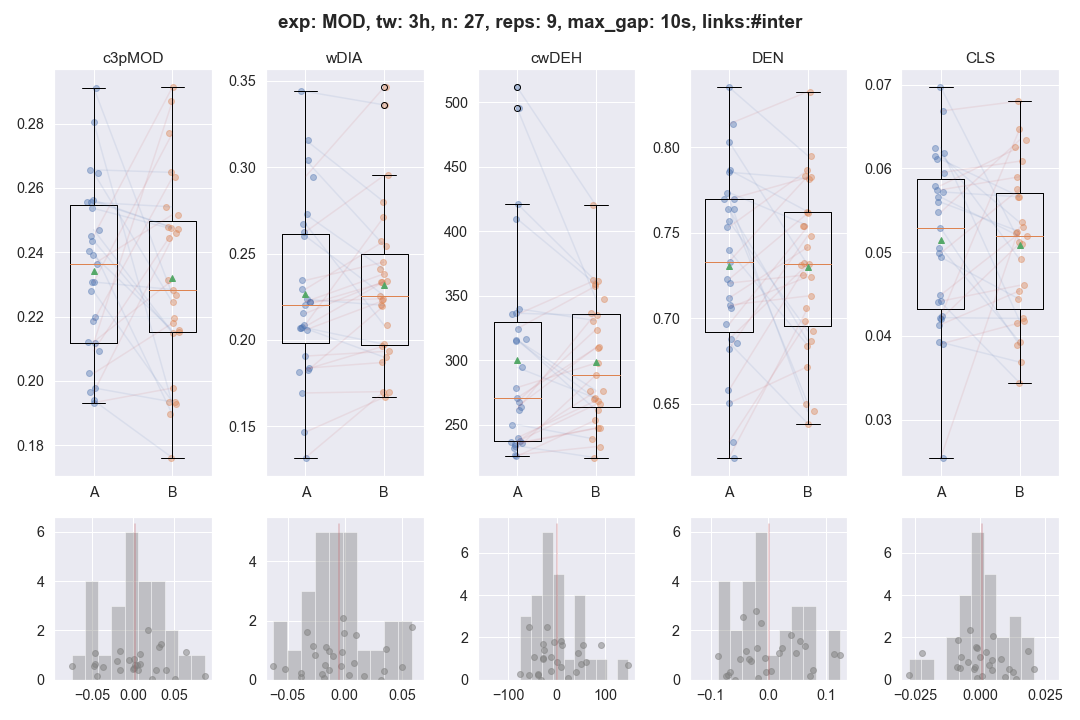 exp: MOD, tw: 3h, n: 27, reps: 9, max_gap: 10s, links:#inter
c3pMOD wDIA cwDEH DEN CLS
0.28 0.26 0.24 0.22 0.20 0.18
0.35 0.30 0.25 0.20 0.15
500 450 400 350 300 250
0.80 0.75 0.70 0.65
0.07 0.06 0.05 0.04 0.03
A B A B A B A B A B
6 4 2 0
4 2 0
6 4 2 0
6 4 2 0
6 4 2 0
−0.05 0.00 0.05
−0.05 0.00 0.05
−100 0 100
−0.1 0.0 0.1
−0.025 0.000 0.025